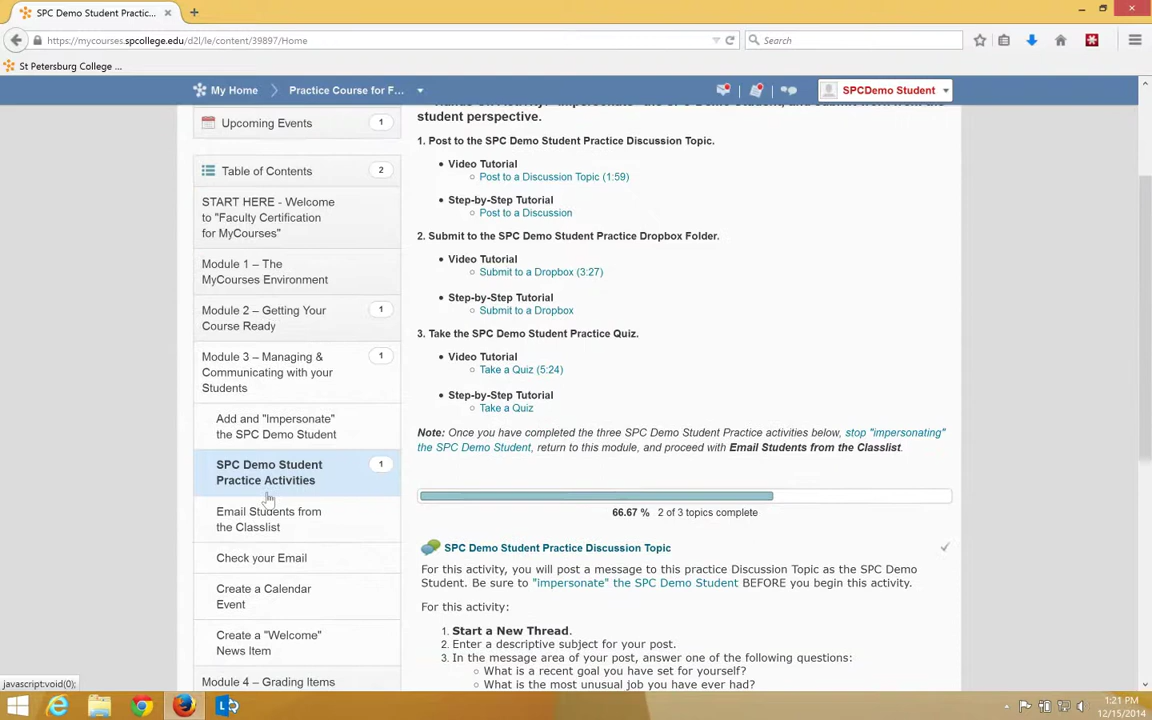 SPC Demo Student Practic...
https://mycourses.spcollege.edu/d2l/le/content/39897/Home
Search
St Petersburg College ...
My Home
Practice Course for F...
SPCDemo Student
student perspective.
Upcoming Events
1
1. Post to the SPC Demo Student Practice Discussion Topic.
Video Tutorial
Post to a Discussion Topic (1:59)
Table of Contents
2
START HERE - Welcome
to "Faculty Certification
for MyCourses"
Step-by-Step Tutorial
Post to a Discussion
2. Submit to the SPC Demo Student Practice Dropbox Folder.
Module 1 – The
MyCourses Environment
Video Tutorial
Submit to a Dropbox (3:27)
Step-by-Step Tutorial
Submit to a Dropbox
Module 2 – Getting Your
Course Ready
1
3. Take the SPC Demo Student Practice Quiz.
Video Tutorial
Take a Quiz (5:24)
Module 3 – Managing &
Communicating with your
Students
1
Step-by-Step Tutorial
Take a Quiz
Add and "Impersonate"
the SPC Demo Student
Note: Once you have completed the three SPC Demo Student Practice activities below, stop "impersonating"
the SPC Demo Student, return to this module, and proceed with Email Students from the Classlist.
SPC Demo Student
Practice Activities
1
66.67 % 2 of 3 topics complete
Email Students from
the Classlist
SPC Demo Student Practice Discussion Topic
For this activity, you will post a message to this practice Discussion Topic as the SPC Demo
Student. Be sure to "impersonate" the SPC Demo Student BEFORE you begin this activity.
Check your Email
Create a Calendar
Event
For this activity:
1. Start a New Thread.
2. Enter a descriptive subject for your post.
3. In the message area of your post, answer one of the following questions:
What is a recent goal you have set for yourself?
What is the most unusual job you have ever had?
Create a "Welcome"
News Item
Module 4 – Grading Items
javascript:void(0);
1:21 PM
12/15/2014